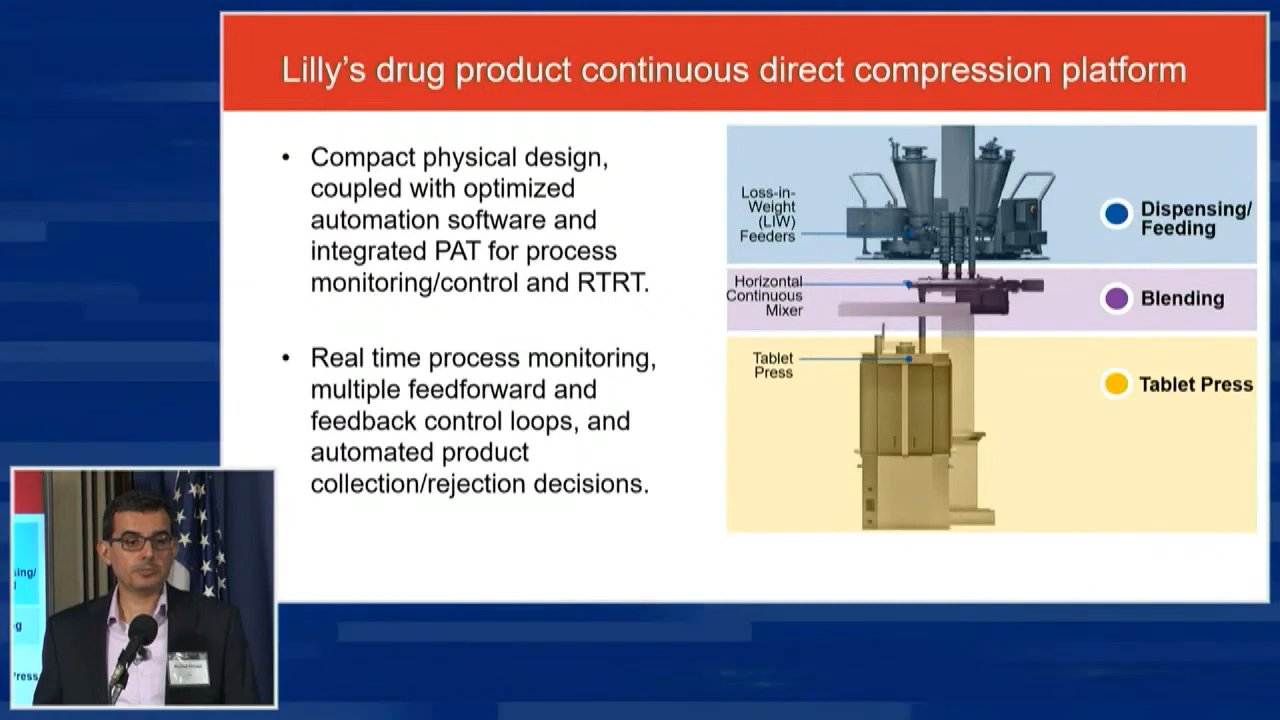 Lilly's drug product continuous direct compression platform
• Compact physical design,
coupled with optimized
automation software and
integrated PAT for process
monitoring/control and RTRT.
• Real time process monitoring,
multiple feedforward and
feedback control loops, and
automated product
collection/rejection decisions.
Loss-in-
Weight
(LIW)
Feeders
Dispensing/
Feeding
Horizontal
Continuous
Mixer
Blending
Tablet
Press
Tablet Press
sing/
g
ress